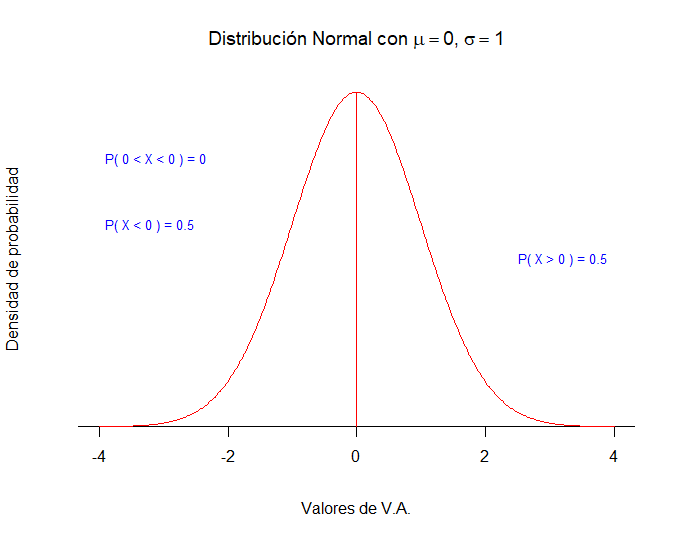 Distribución Normal con μ = 0, σ = 1
P( 0 < X < 0 ) = 0
P( X < 0 ) = 0.5
P( X > 0 ) = 0.5
Densidad de probabilidad
-4 -2 0 2 4
Valores de V.A.